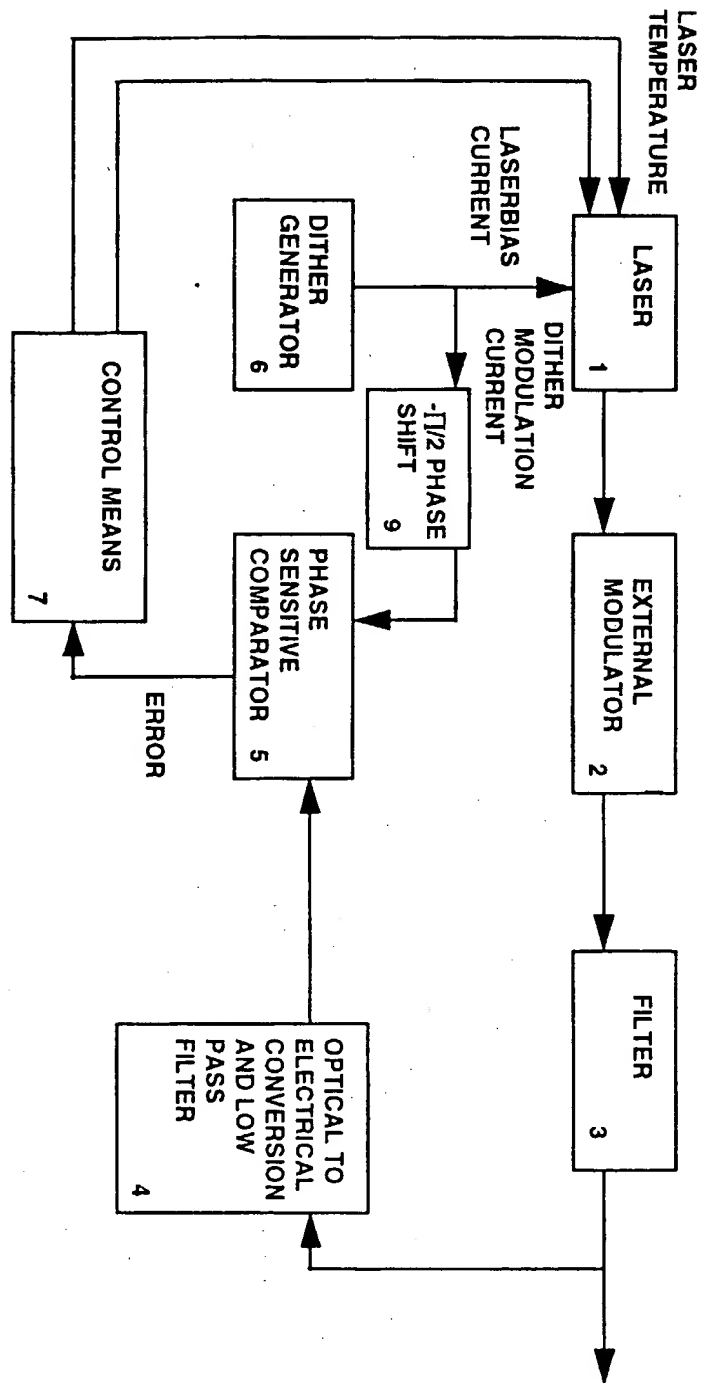 LASER
TEMPERATURE
LASER
1
EXTERNAL
MODULATOR
2
FILTER
3
LASERBIAS
CURRENT
DITHER
MODULATION
CURRENT
DITHER
GENERATOR
6
-∏/2 PHASE
SHIFT
9
PHASE
SENSITIVE
COMPARATOR
5
OPTICAL TO
ELECTRICAL
CONVERSION
AND LOW
PASS
FILTER
4
ERROR
CONTROL MEANS
7